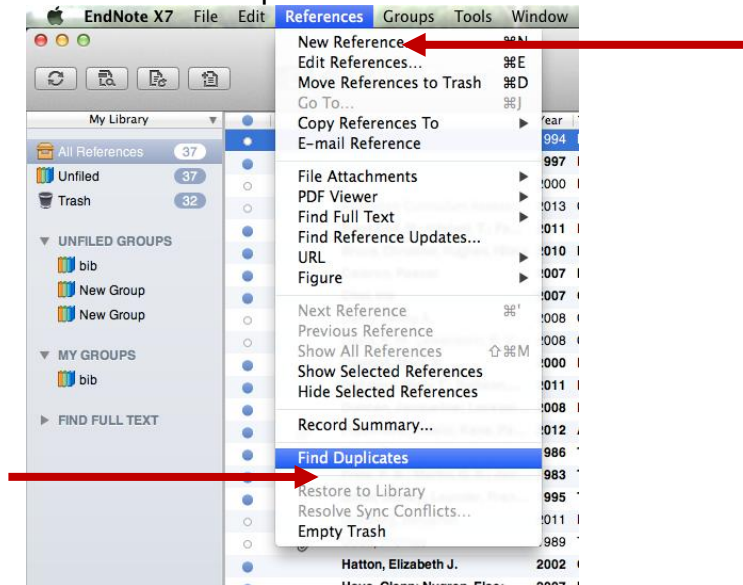 EndNote X7 File Edit References Groups Tools Window
New Reference ⌘N
Edit References... ⌘E
Move References to Trash ⌘D
Go To... ⌘J
Copy References To
E-mail Reference
File Attachments
PDF Viewer
Find Full Text
Find Reference Updates...
URL
Figure
Next Reference ⌘'
Previous Reference
Show All References ⇧⌘M
Show Selected References
Hide Selected References
Record Summary...
Find Duplicates
Restore to Library
Resolve Sync Conflicts...
Empty Trash
My Library
All References 37
Unfiled 37
Trash 32
UNFILED GROUPS
bib
New Group
New Group
MY GROUPS
bib
FIND FULL TEXT
Year
1994
1997
2000
2013
2011
2010
2007
2007
2008
2008
2000
2011
2008
2012
1986
1983
1995
2011
1989
Hatton, Elizabeth J. 2002